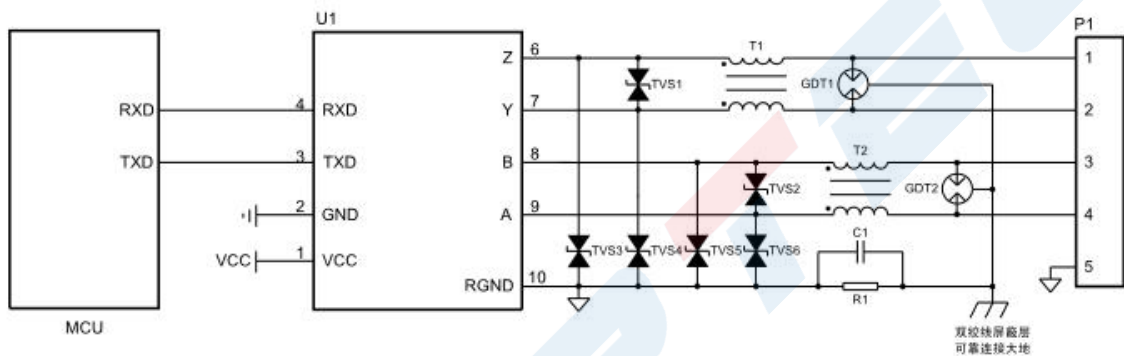 U1
P1
Z 6
T1
1
TVS1
GDT1
RXD 4 RXD
Y 7
2
TXD 3 TXD
B 8
T2
3
TVS2
GDT2
2 GND
A 9
4
C1
TVS3 TVS4 TVS5 TVS6
VCC 1 VCC
5
RGND 10
R1
MCU
双绞线屏蔽层
可靠连接大地